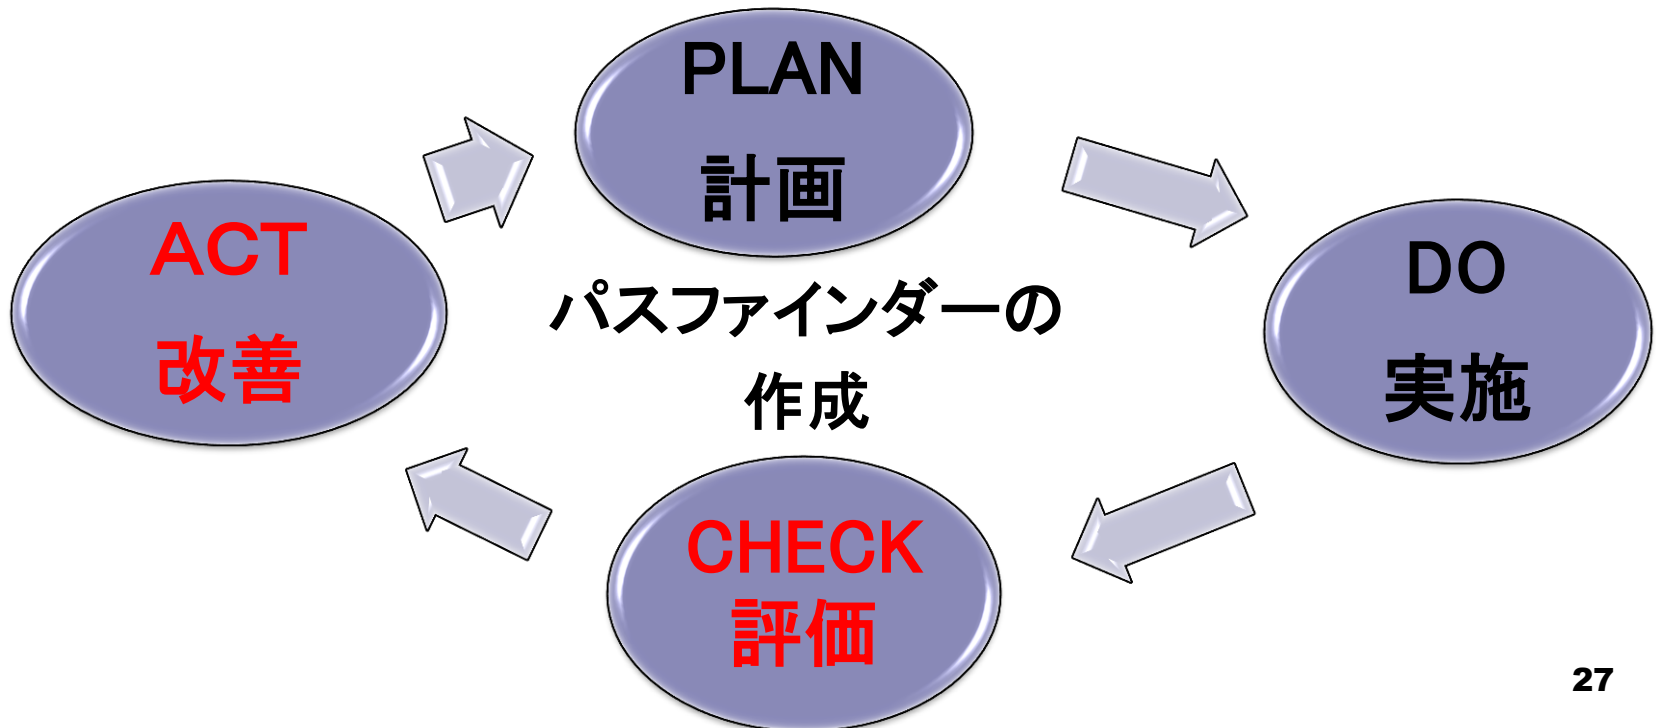 PLAN
計画
ACT
改善
パスファインダーの
作成
DO
実施
CHECK
評価
27